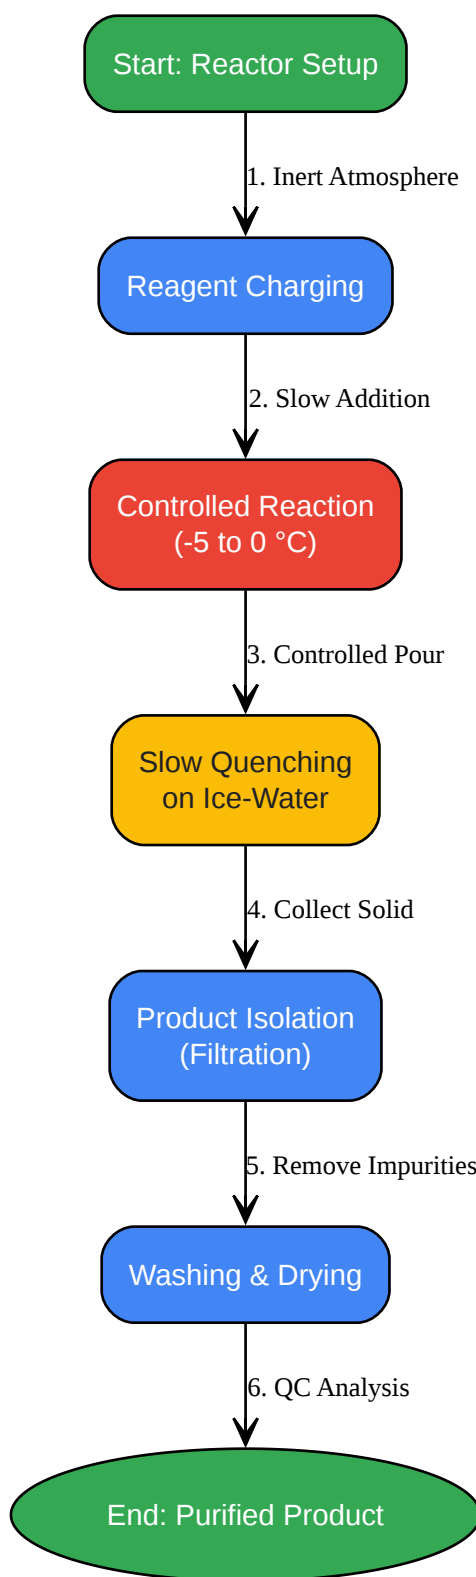 Start: Reactor Setup
1. Inert Atmosphere
Reagent Charging
2. Slow Addition
Controlled Reaction
(-5 to 0 °C)
3. Controlled Pour
Slow Quenching
on Ice-Water
4. Collect Solid
Product Isolation
(Filtration)
5. Remove Impurities
Washing & Drying
6. QC Analysis
End: Purified Product